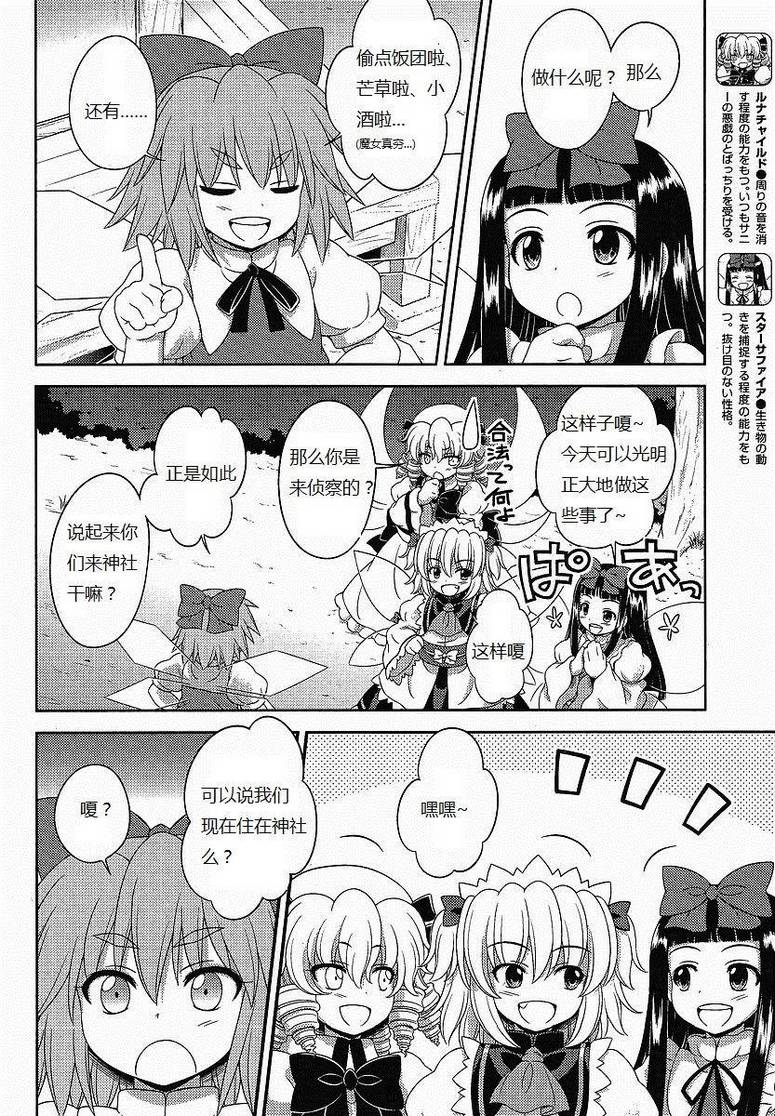 ルナチャイルド●周りの音を消
す程度の能力をもつ。いつもサニ
ーの悪戯のとばっちりを受ける。
スターサファイア●生き物の動
きを捕捉する程度の能力をも
つ。抜け目のない性格。
那么
做什么呢？
偷点饭团啦、
芒草啦、小
酒啦…
(魔女真夯...)
还有……
这样子嗄~
今天可以光明
正大地做这
些事了~
ぱあっ
合法って何よ
那么你是
来侦察的？
这样嗄
正是如此
说起来你
们来神社
干嘛？
嘿嘿~
可以说我们
现在住在神社
么？
嗄？